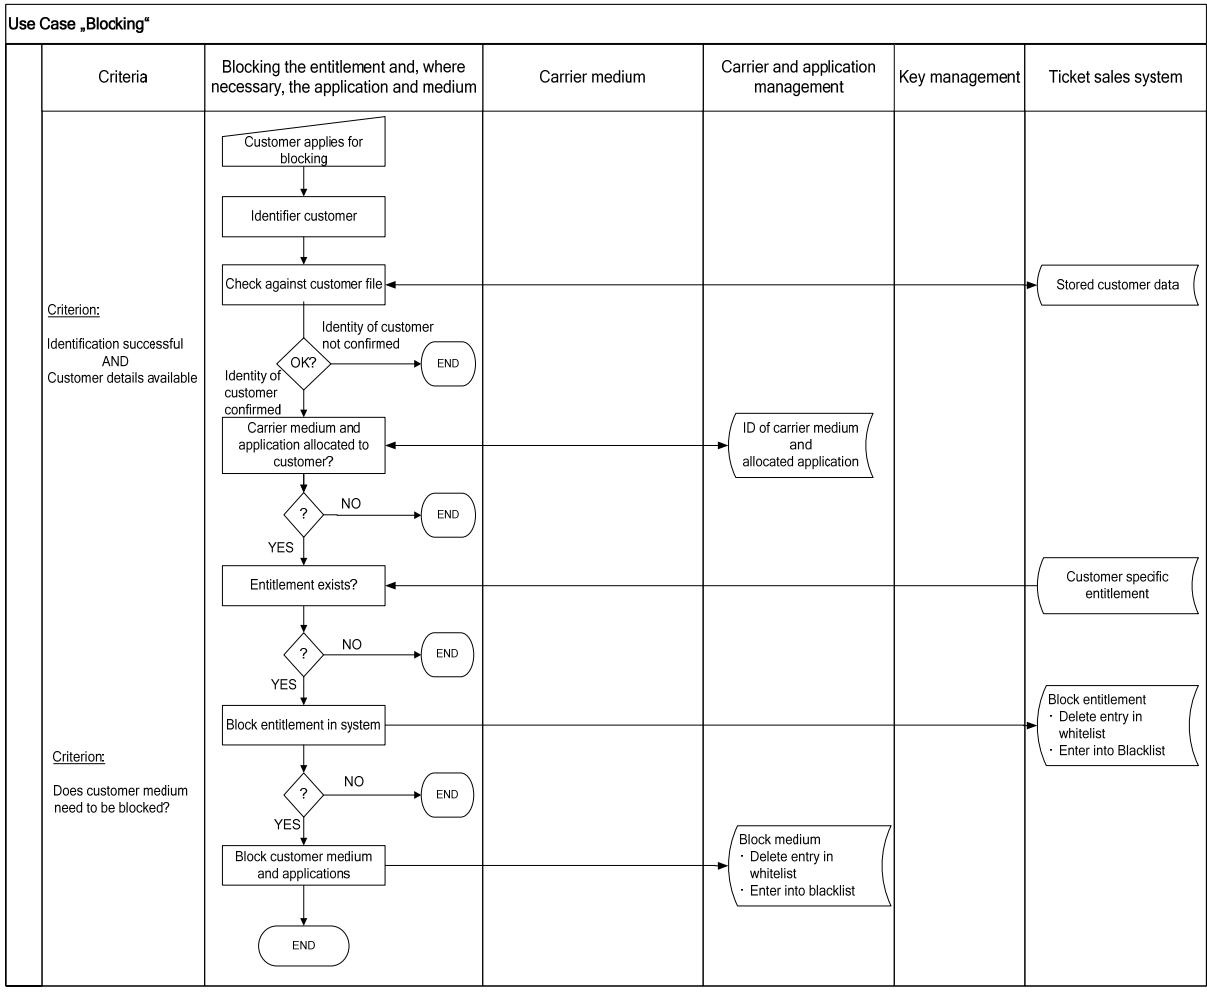 Use Case „Blocking“
Criteria
Blocking the entitlement and, where
necessary, the application and medium
Carrier medium
Carrier and application
management
Key management
Ticket sales system
Customer applies for
blocking
Identifier customer
Check against customer file
Stored customer data
Criterion:
Identification successful
AND
Customer details available
Identity of customer
not confirmed
OK?
END
Identity of
customer
confirmed
Carrier medium and
application allocated to
customer?
ID of carrier medium
and
allocated application
?
NO
END
YES
Entitlement exists?
Customer specific
entitlement
?
NO
END
YES
Block entitlement in system
Block entitlement
· Delete entry in
whitelist
· Enter into Blacklist
Criterion:
Does customer medium
need to be blocked?
?
NO
END
YES
Block customer medium
and applications
Block medium
· Delete entry in
whitelist
· Enter into blacklist
END